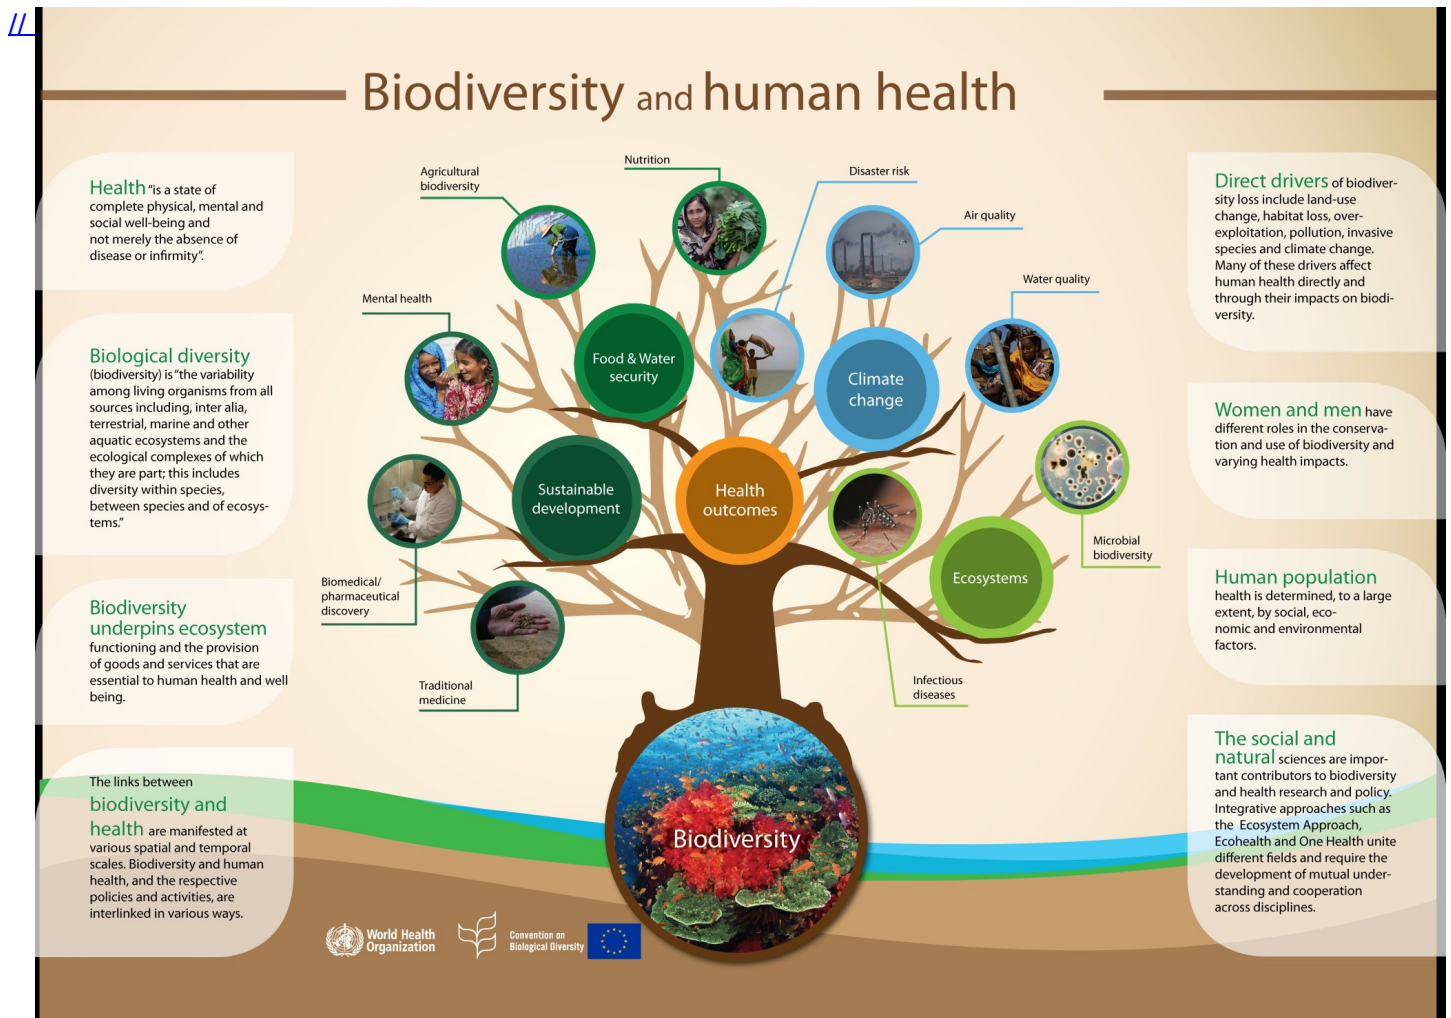 //
Biodiversity and human health
Health “is a state of
complete physical, mental and
social well-being and
not merely the absence of
disease or infirmity”.
Biological diversity
(biodiversity) is “the variability
among living organisms from all
sources including, inter alia,
terrestrial, marine and other
aquatic ecosystems and the
ecological complexes of which
they are part; this includes
diversity within species,
between species and of ecosys-
tems.”
Biodiversity
underpins ecosystem
functioning and the provision
of goods and services that are
essential to human health and well
being.
The links between
biodiversity and
health are manifested at
various spatial and temporal
scales. Biodiversity and human
health, and the respective
policies and activities, are
interlinked in various ways.
Agricultural
biodiversity
Nutrition
Disaster risk
Air quality
Water quality
Mental health
Food & Water
security
Climate
change
Sustainable
development
Health
outcomes
Ecosystems
Microbial
biodiversity
Biomedical/
pharmaceutical
discovery
Traditional
medicine
Infectious
diseases
Biodiversity
World Health
Organization
Convention on
Biological Diversity
Direct drivers of biodiver-
sity loss include land-use
change, habitat loss, over-
exploitation, pollution, invasive
species and climate change.
Many of these drivers affect
human health directly and
through their impacts on biodi-
versity.
Women and men have
different roles in the conserva-
tion and use of biodiversity and
varying health impacts.
Human population
health is determined, to a large
extent, by social, eco-
nomic and environmental
factors.
The social and
natural sciences are impor-
tant contributors to biodiversity
and health research and policy.
Integrative approaches such as
the Ecosystem Approach,
Ecohealth and One Health unite
different fields and require the
development of mutual under-
standing and cooperation
across disciplines.